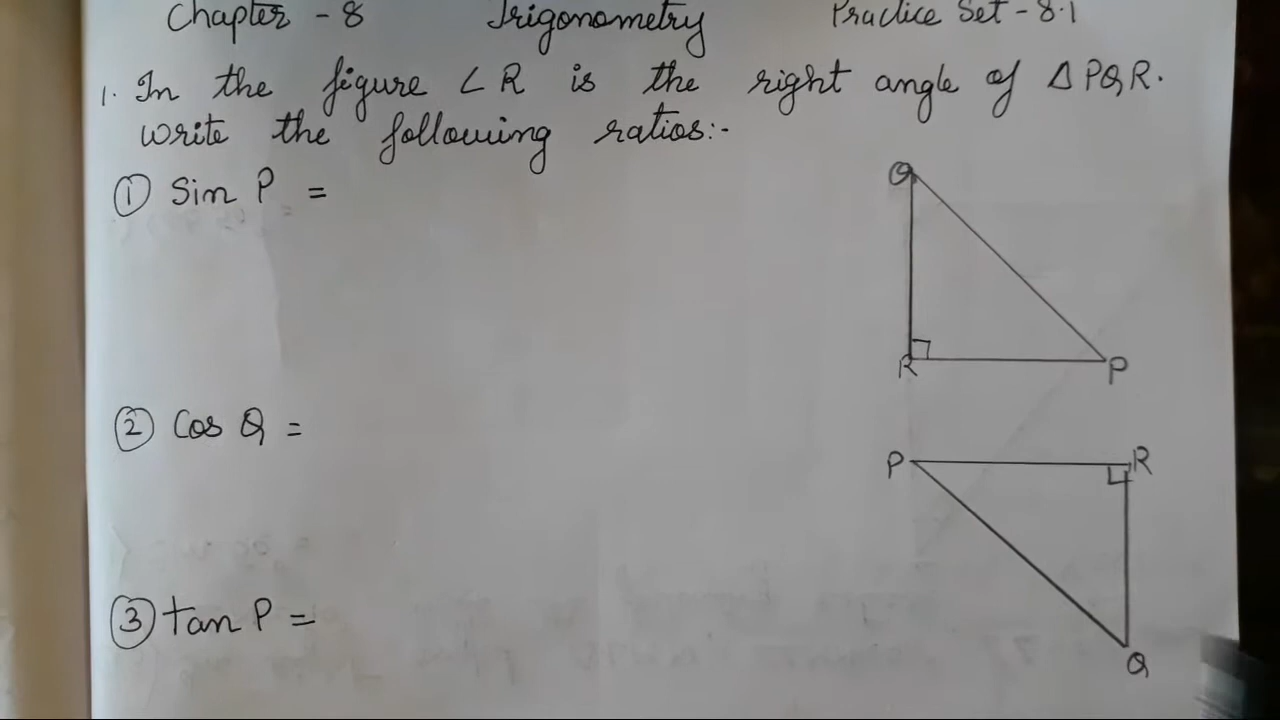 Chapter - 8 Trigonometry Practice Set - 8.1
1. In the figure ∠R is the right angle of ΔPQR.
write the following ratios:-
① Sin P =
Q
R P
② Cos Q =
P R
③ tan P =
Q